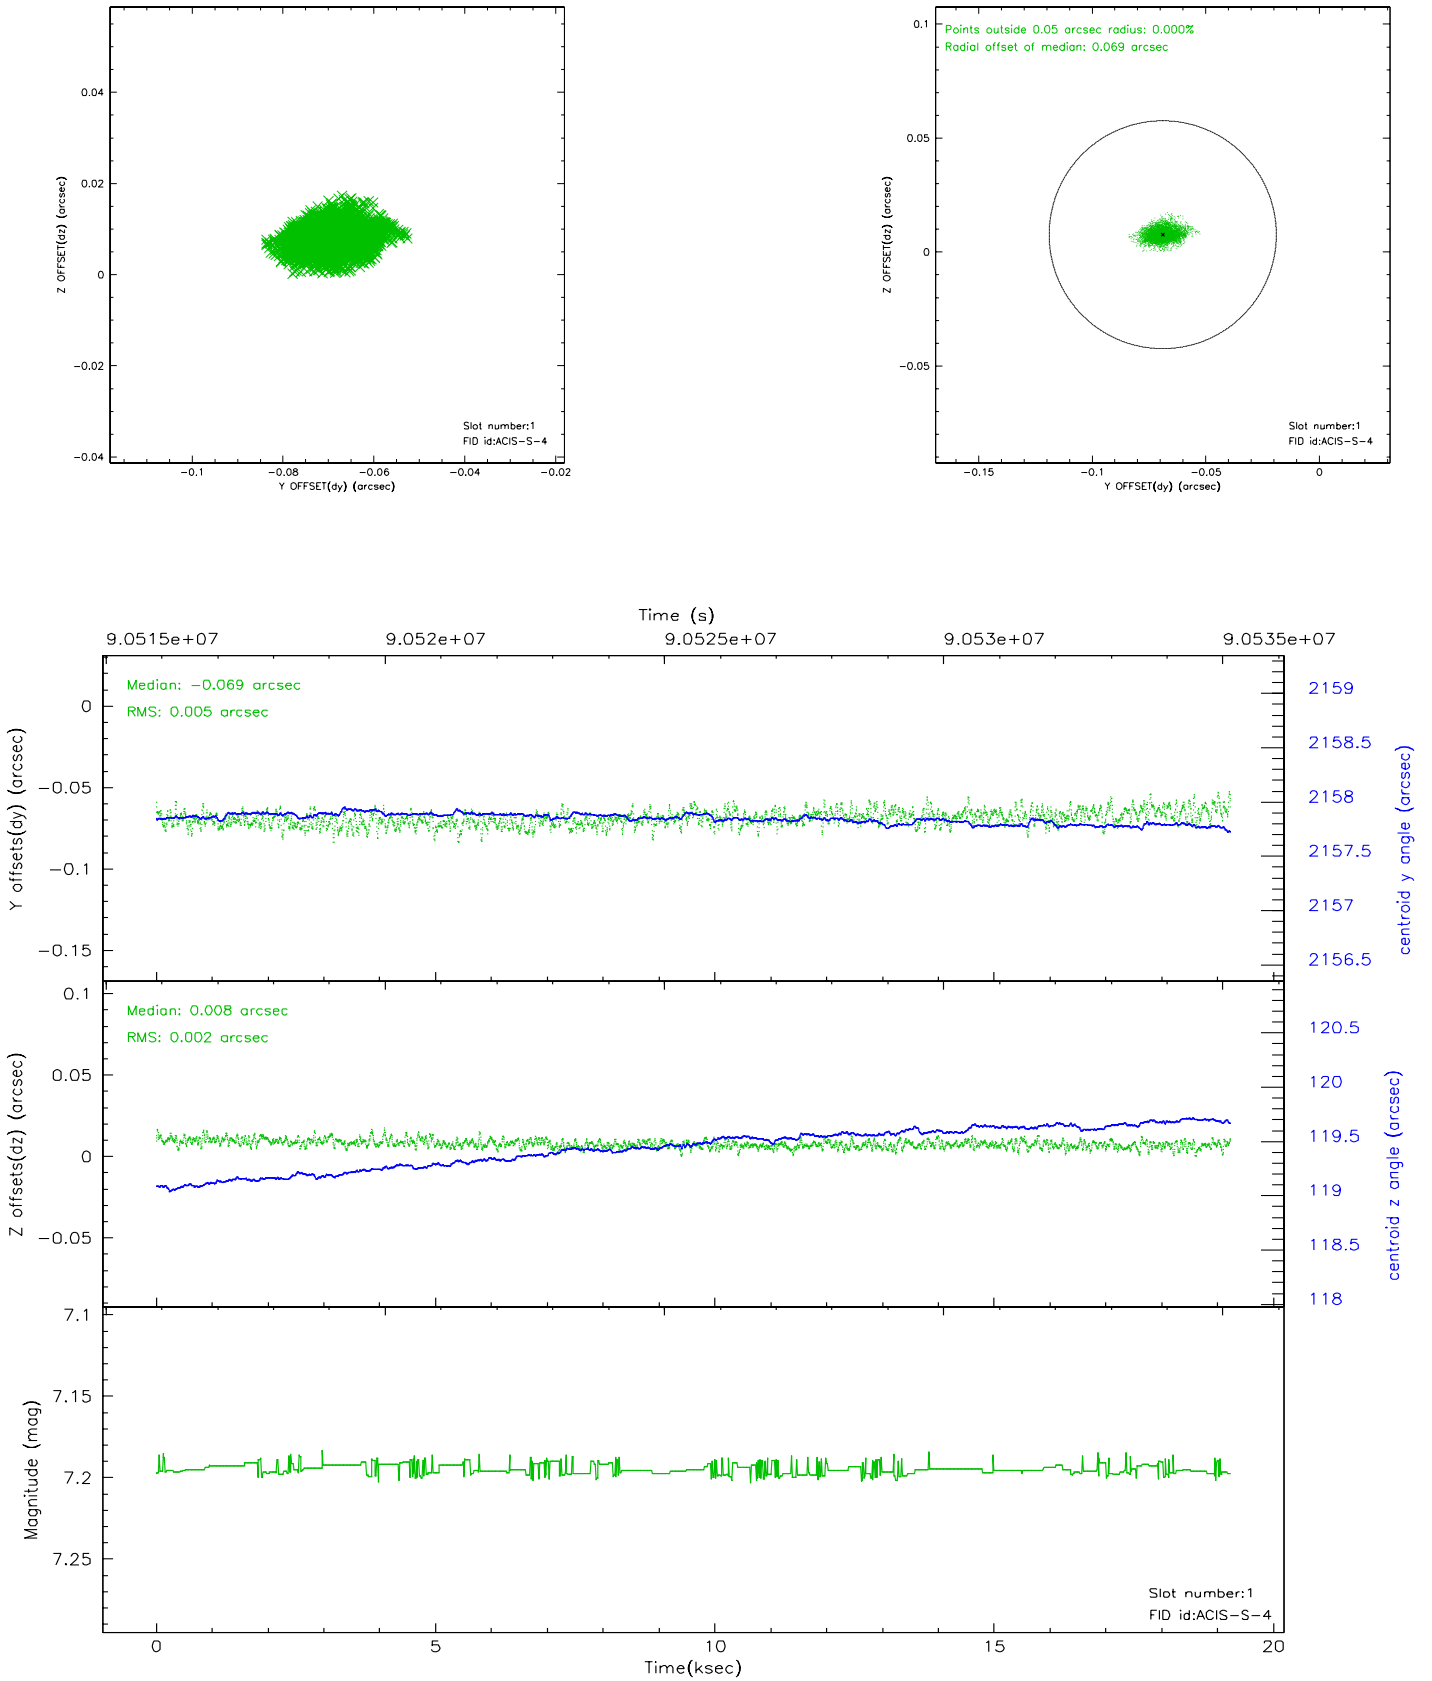 0.04
0.02
0
−0.02
−0.04
Z OFFSET(dz) (arcsec)
−0.1
−0.08
−0.06
−0.04
−0.02
Y OFFSET(dy) (arcsec)
Slot number:1
FID id:ACIS−S−4
Points outside 0.05 arcsec radius: 0.000%
Radial offset of median: 0.069 arcsec
0.1
0.05
0
−0.05
Z OFFSET(dz) (arcsec)
−0.15
−0.1
−0.05
0
Y OFFSET(dy) (arcsec)
Slot number:1
FID id:ACIS−S−4
Time (s)
9.0515e+07
9.052e+07
9.0525e+07
9.053e+07
9.0535e+07
Median: −0.069 arcsec
RMS: 0.005 arcsec
0
−0.05
−0.1
−0.15
Y offsets(dy) (arcsec)
2159
2158.5
2158
2157.5
2157
2156.5
centroid y angle (arcsec)
Median: 0.008 arcsec
RMS: 0.002 arcsec
0.1
0.05
0
−0.05
Z offsets(dz) (arcsec)
120.5
120
119.5
119
118.5
118
centroid z angle (arcsec)
7.1
7.15
7.2
7.25
Magnitude (mag)
Slot number:1
FID id:ACIS−S−4
0
5
10
15
20
Time(ksec)